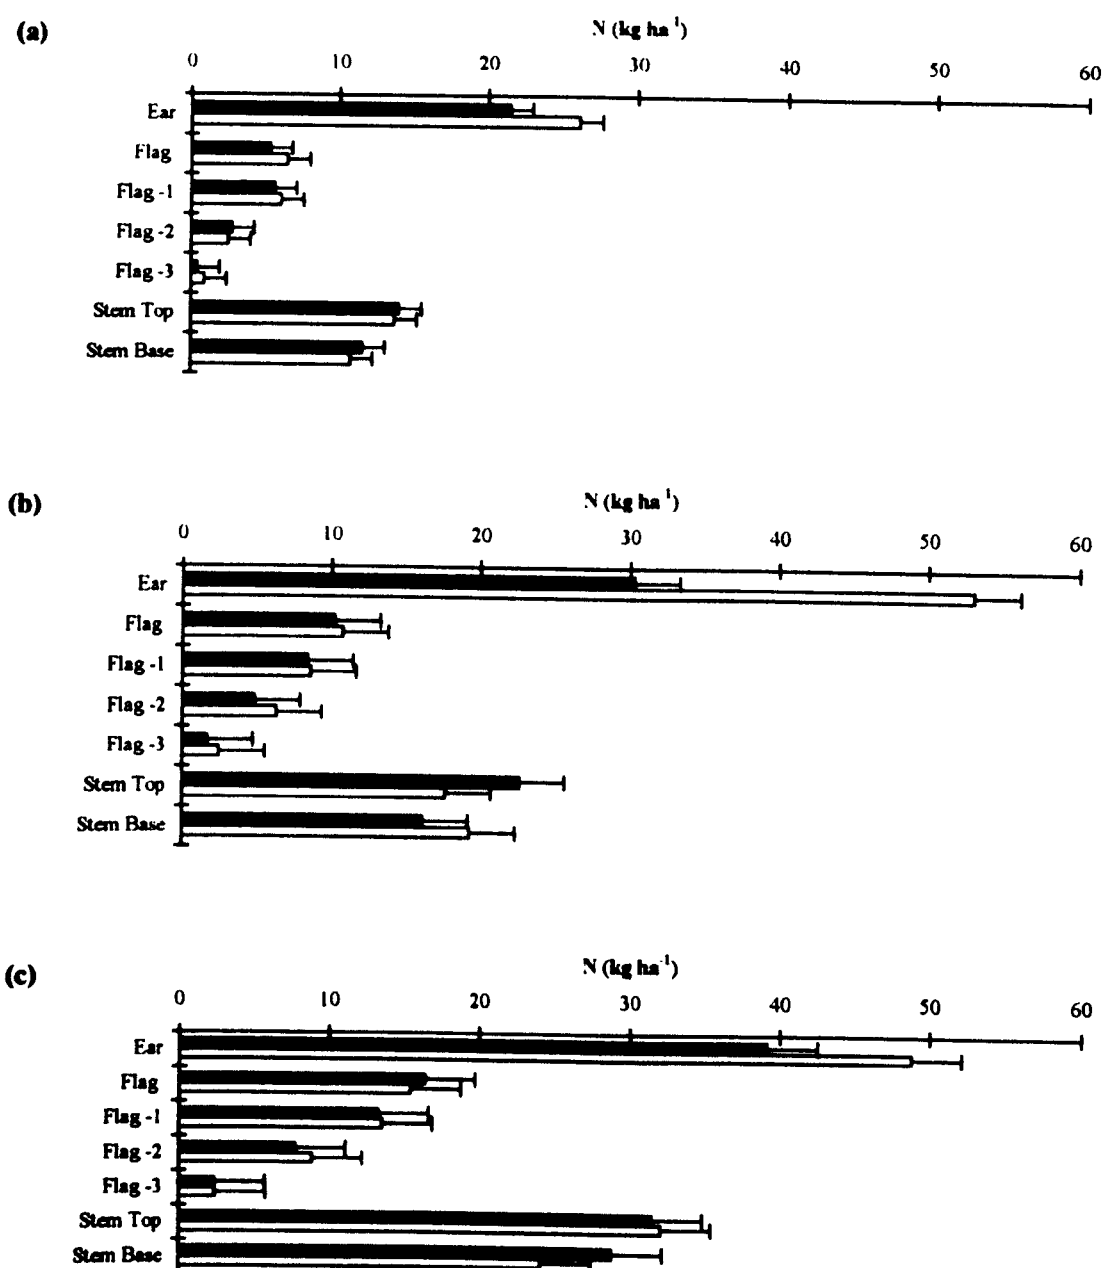 (a)
N (kg ha⁻¹)
0 10 20 30 40 50 60
Ear
Flag
Flag -1
Flag -2
Flag -3
Stem Top
Stem Base
(b)
N (kg ha⁻¹)
0 10 20 30 40 50 60
Ear
Flag
Flag -1
Flag -2
Flag -3
Stem Top
Stem Base
(c)
N (kg ha⁻¹)
0 10 20 30 40 50 60
Ear
Flag
Flag -1
Flag -2
Flag -3
Stem Top
Stem Base